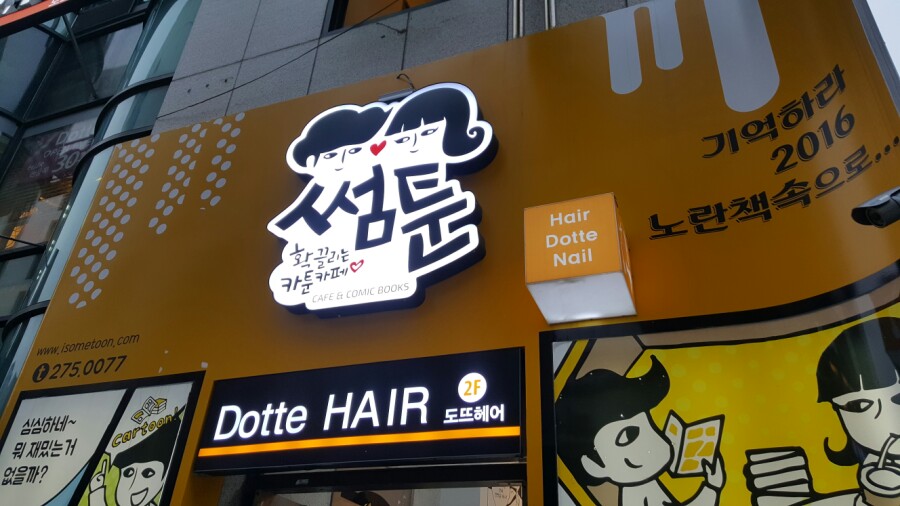 썸툰
확 끌리는
카툰카페
CAFE & COMIC BOOKS
기억하라
2016
노란책속으로...
Hair
Dotte
Nail
www.isometoon.com
275.0077
Dotte HAIR
2F
도뜨헤어
심심하네~
뭐 재밌는거
없을까?
cartoon!